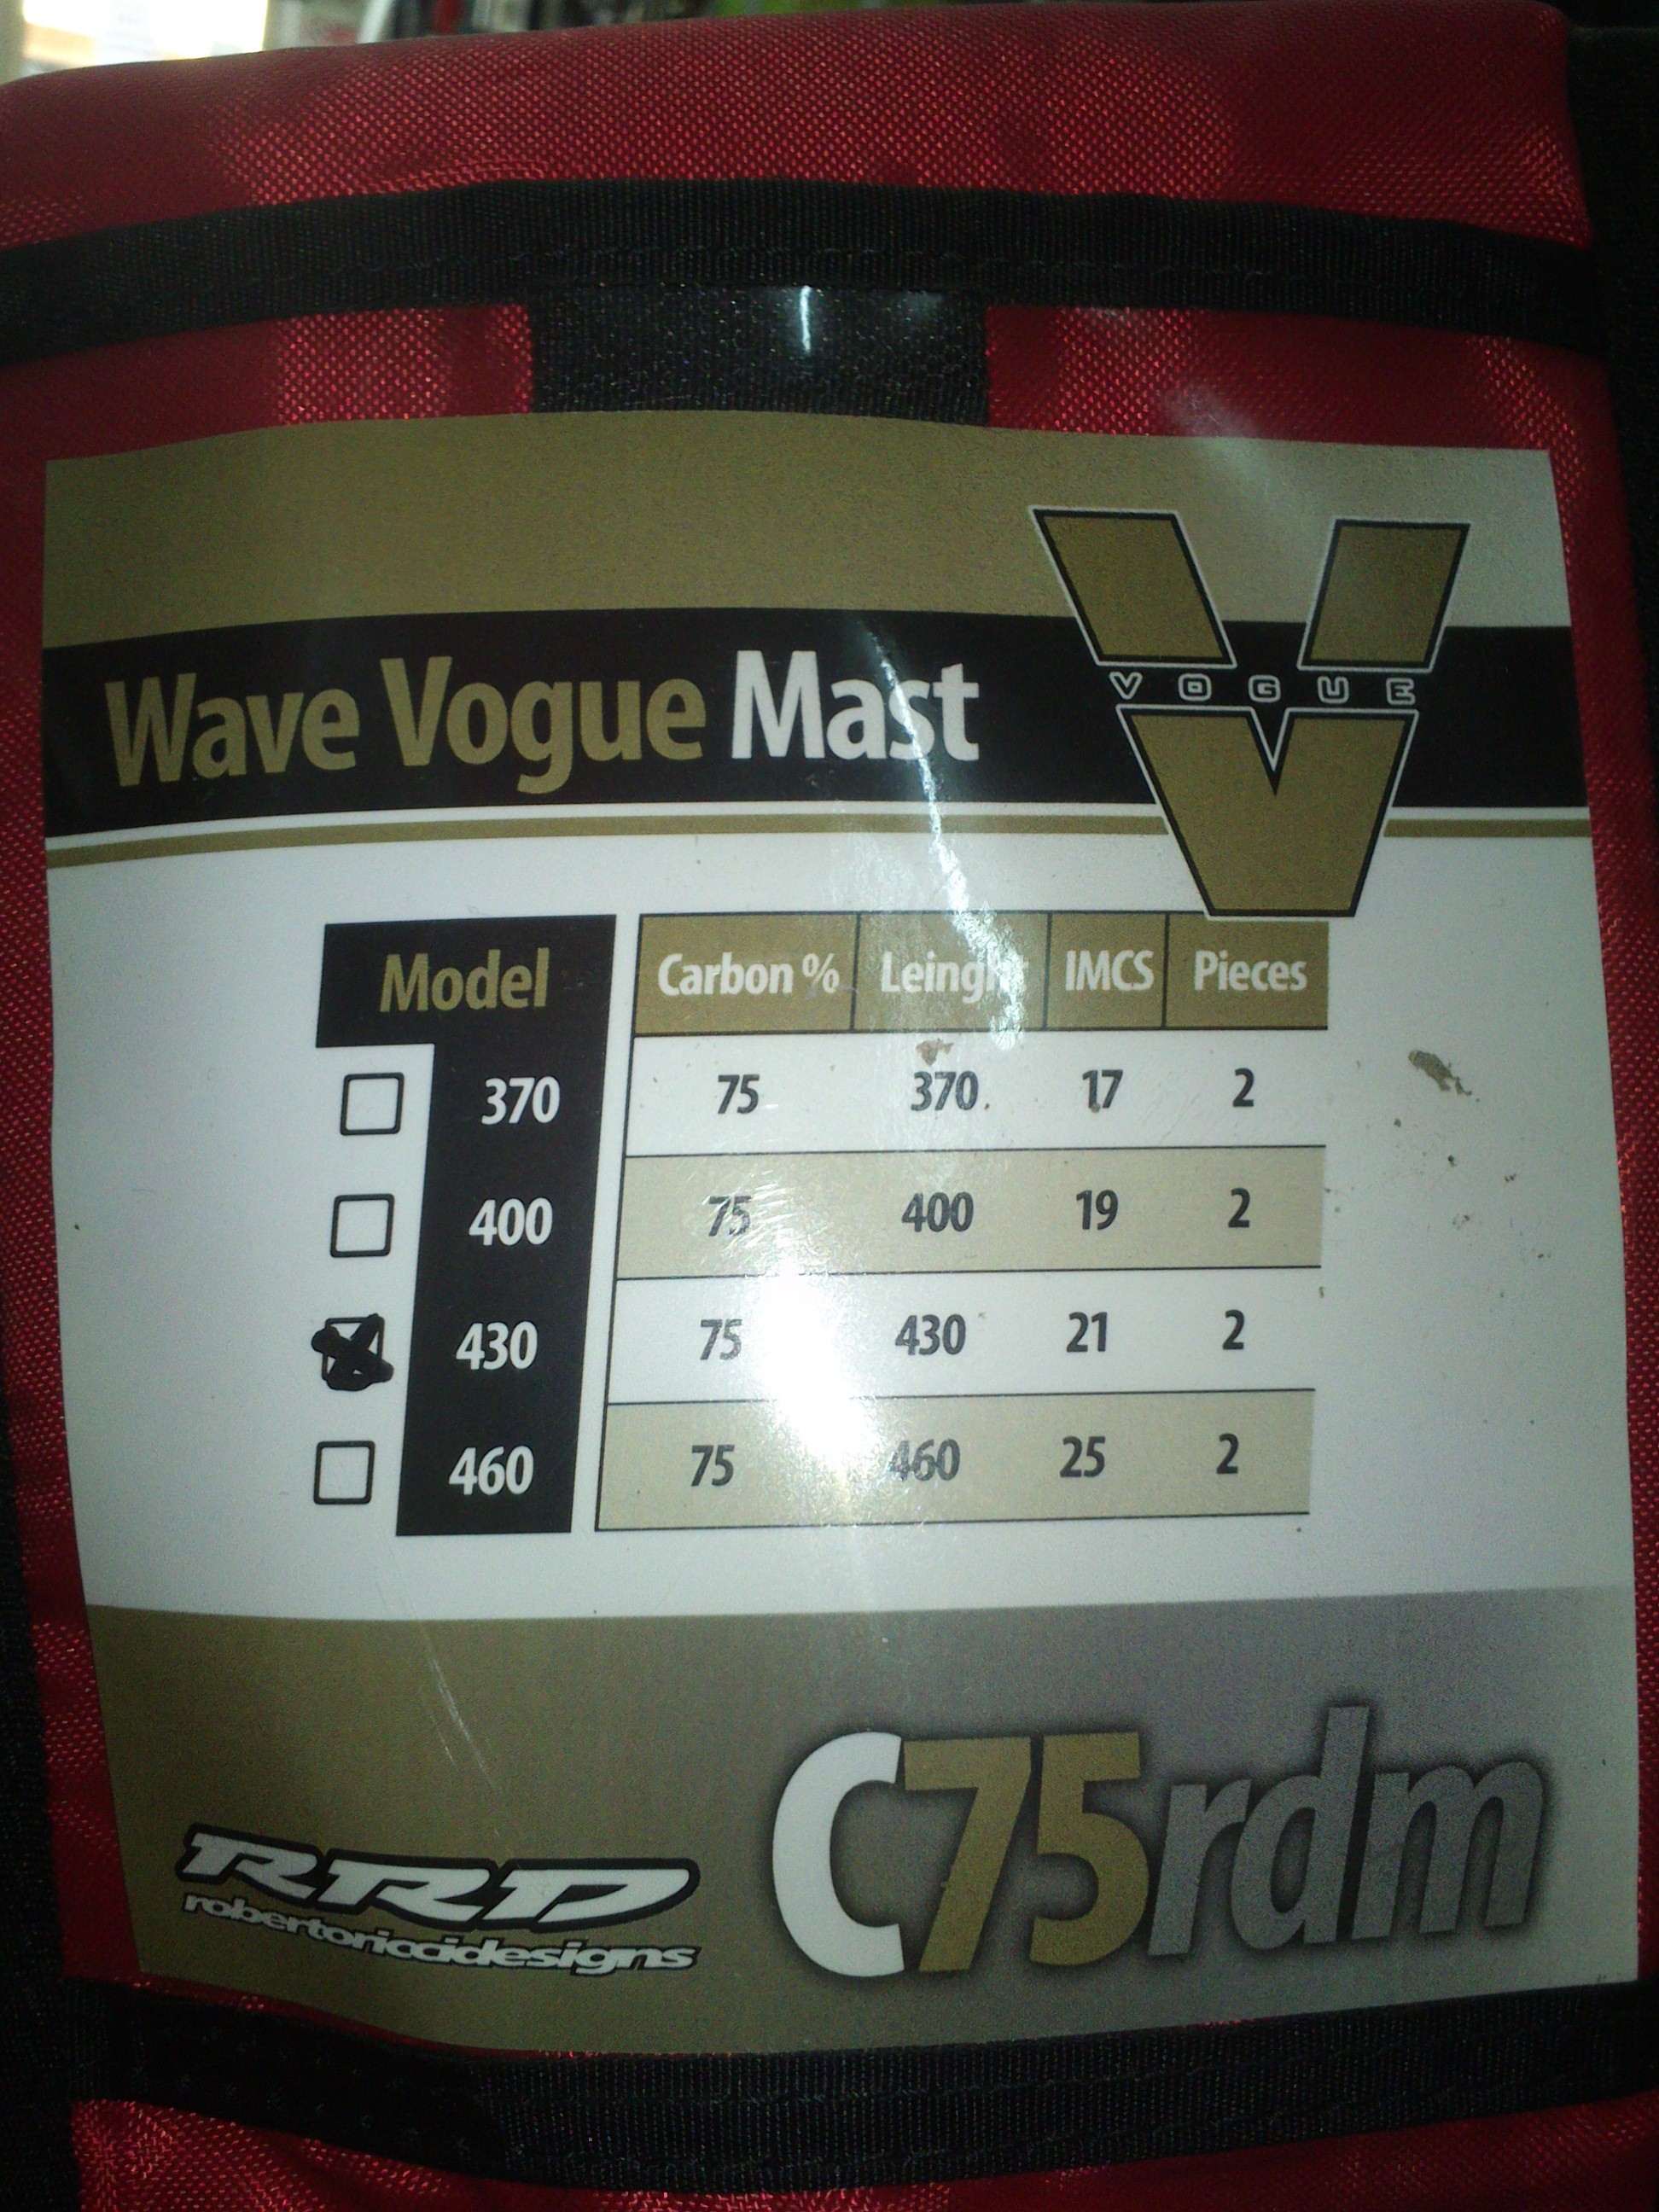 Wave Vogue Mast
VOGUE
Model Carbon % IMCS Pieces
370 75 370 17 2
400 75 400 19 2
430 75 430 21 2
460 75 460 25 2
RRD
robertoriccidesigns
C75rdm